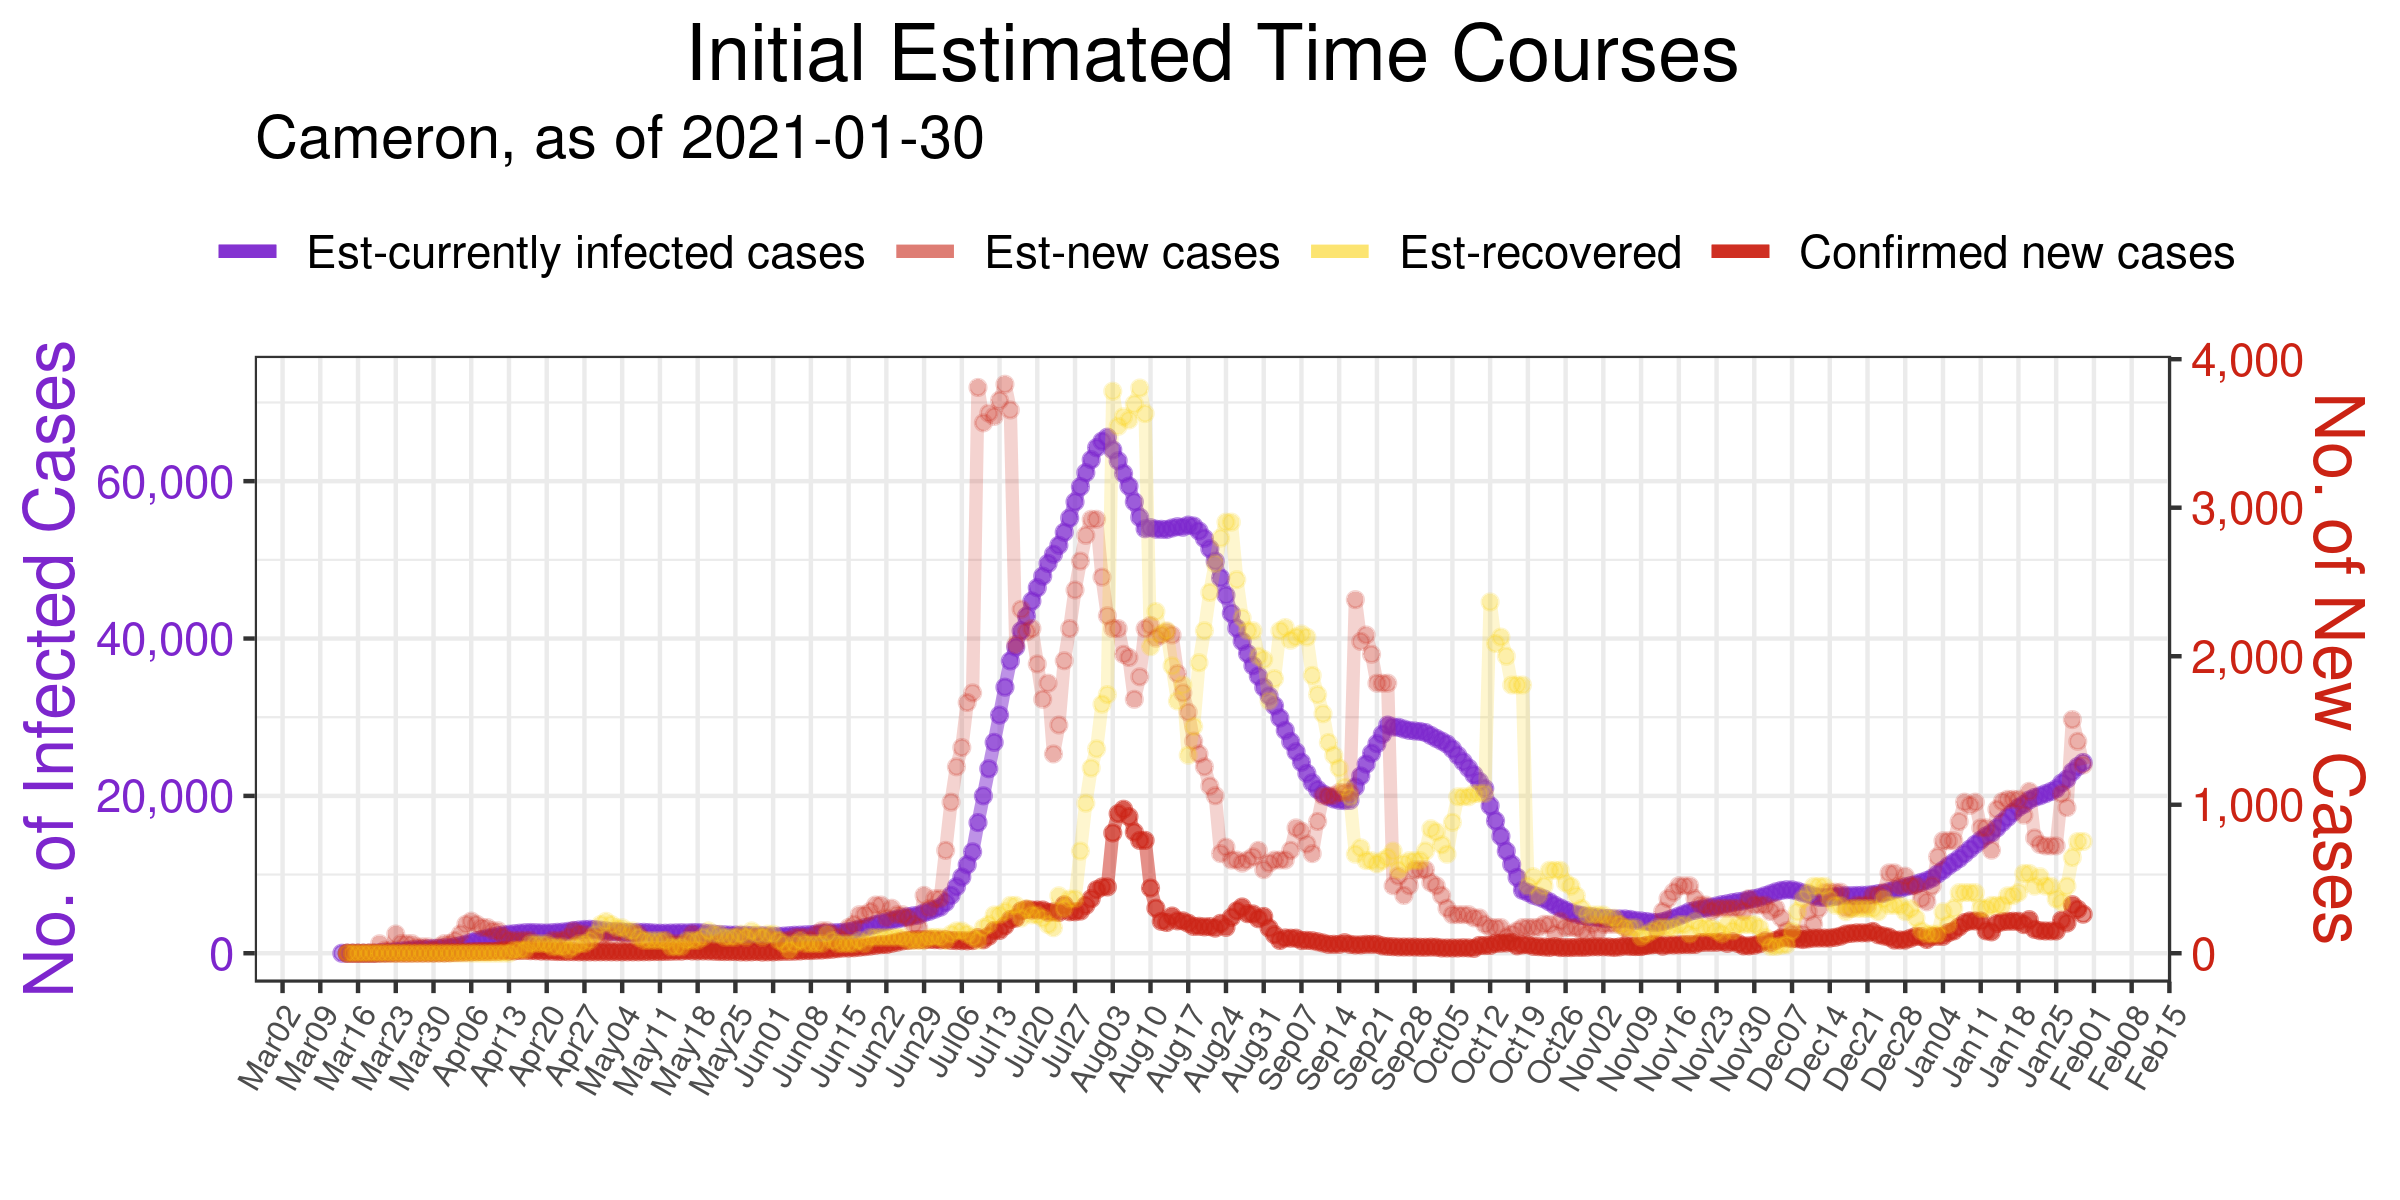 Initial Estimated Time Courses
Cameron, as of 2021-01-30
Est-currently infected cases Est-new cases Est-recovered Confirmed new cases
No. of Infected Cases
60,000
40,000
20,000
0
4,000
3,000
2,000
1,000
0
No. of New Cases
Mar02 Mar09 Mar16 Mar23 Mar30 Apr06 Apr13 Apr20 Apr27 May04 May11 May18 May25 Jun01 Jun08 Jun15 Jun22 Jun29 Jul06 Jul13 Jul20 Jul27 Aug03 Aug10 Aug17 Aug24 Aug31 Sep07 Sep14 Sep21 Sep28 Oct05 Oct12 Oct19 Oct26 Nov02 Nov09 Nov16 Nov23 Nov30 Dec07 Dec14 Dec21 Dec28 Jan04 Jan11 Jan18 Jan25 Feb01 Feb08 Feb15